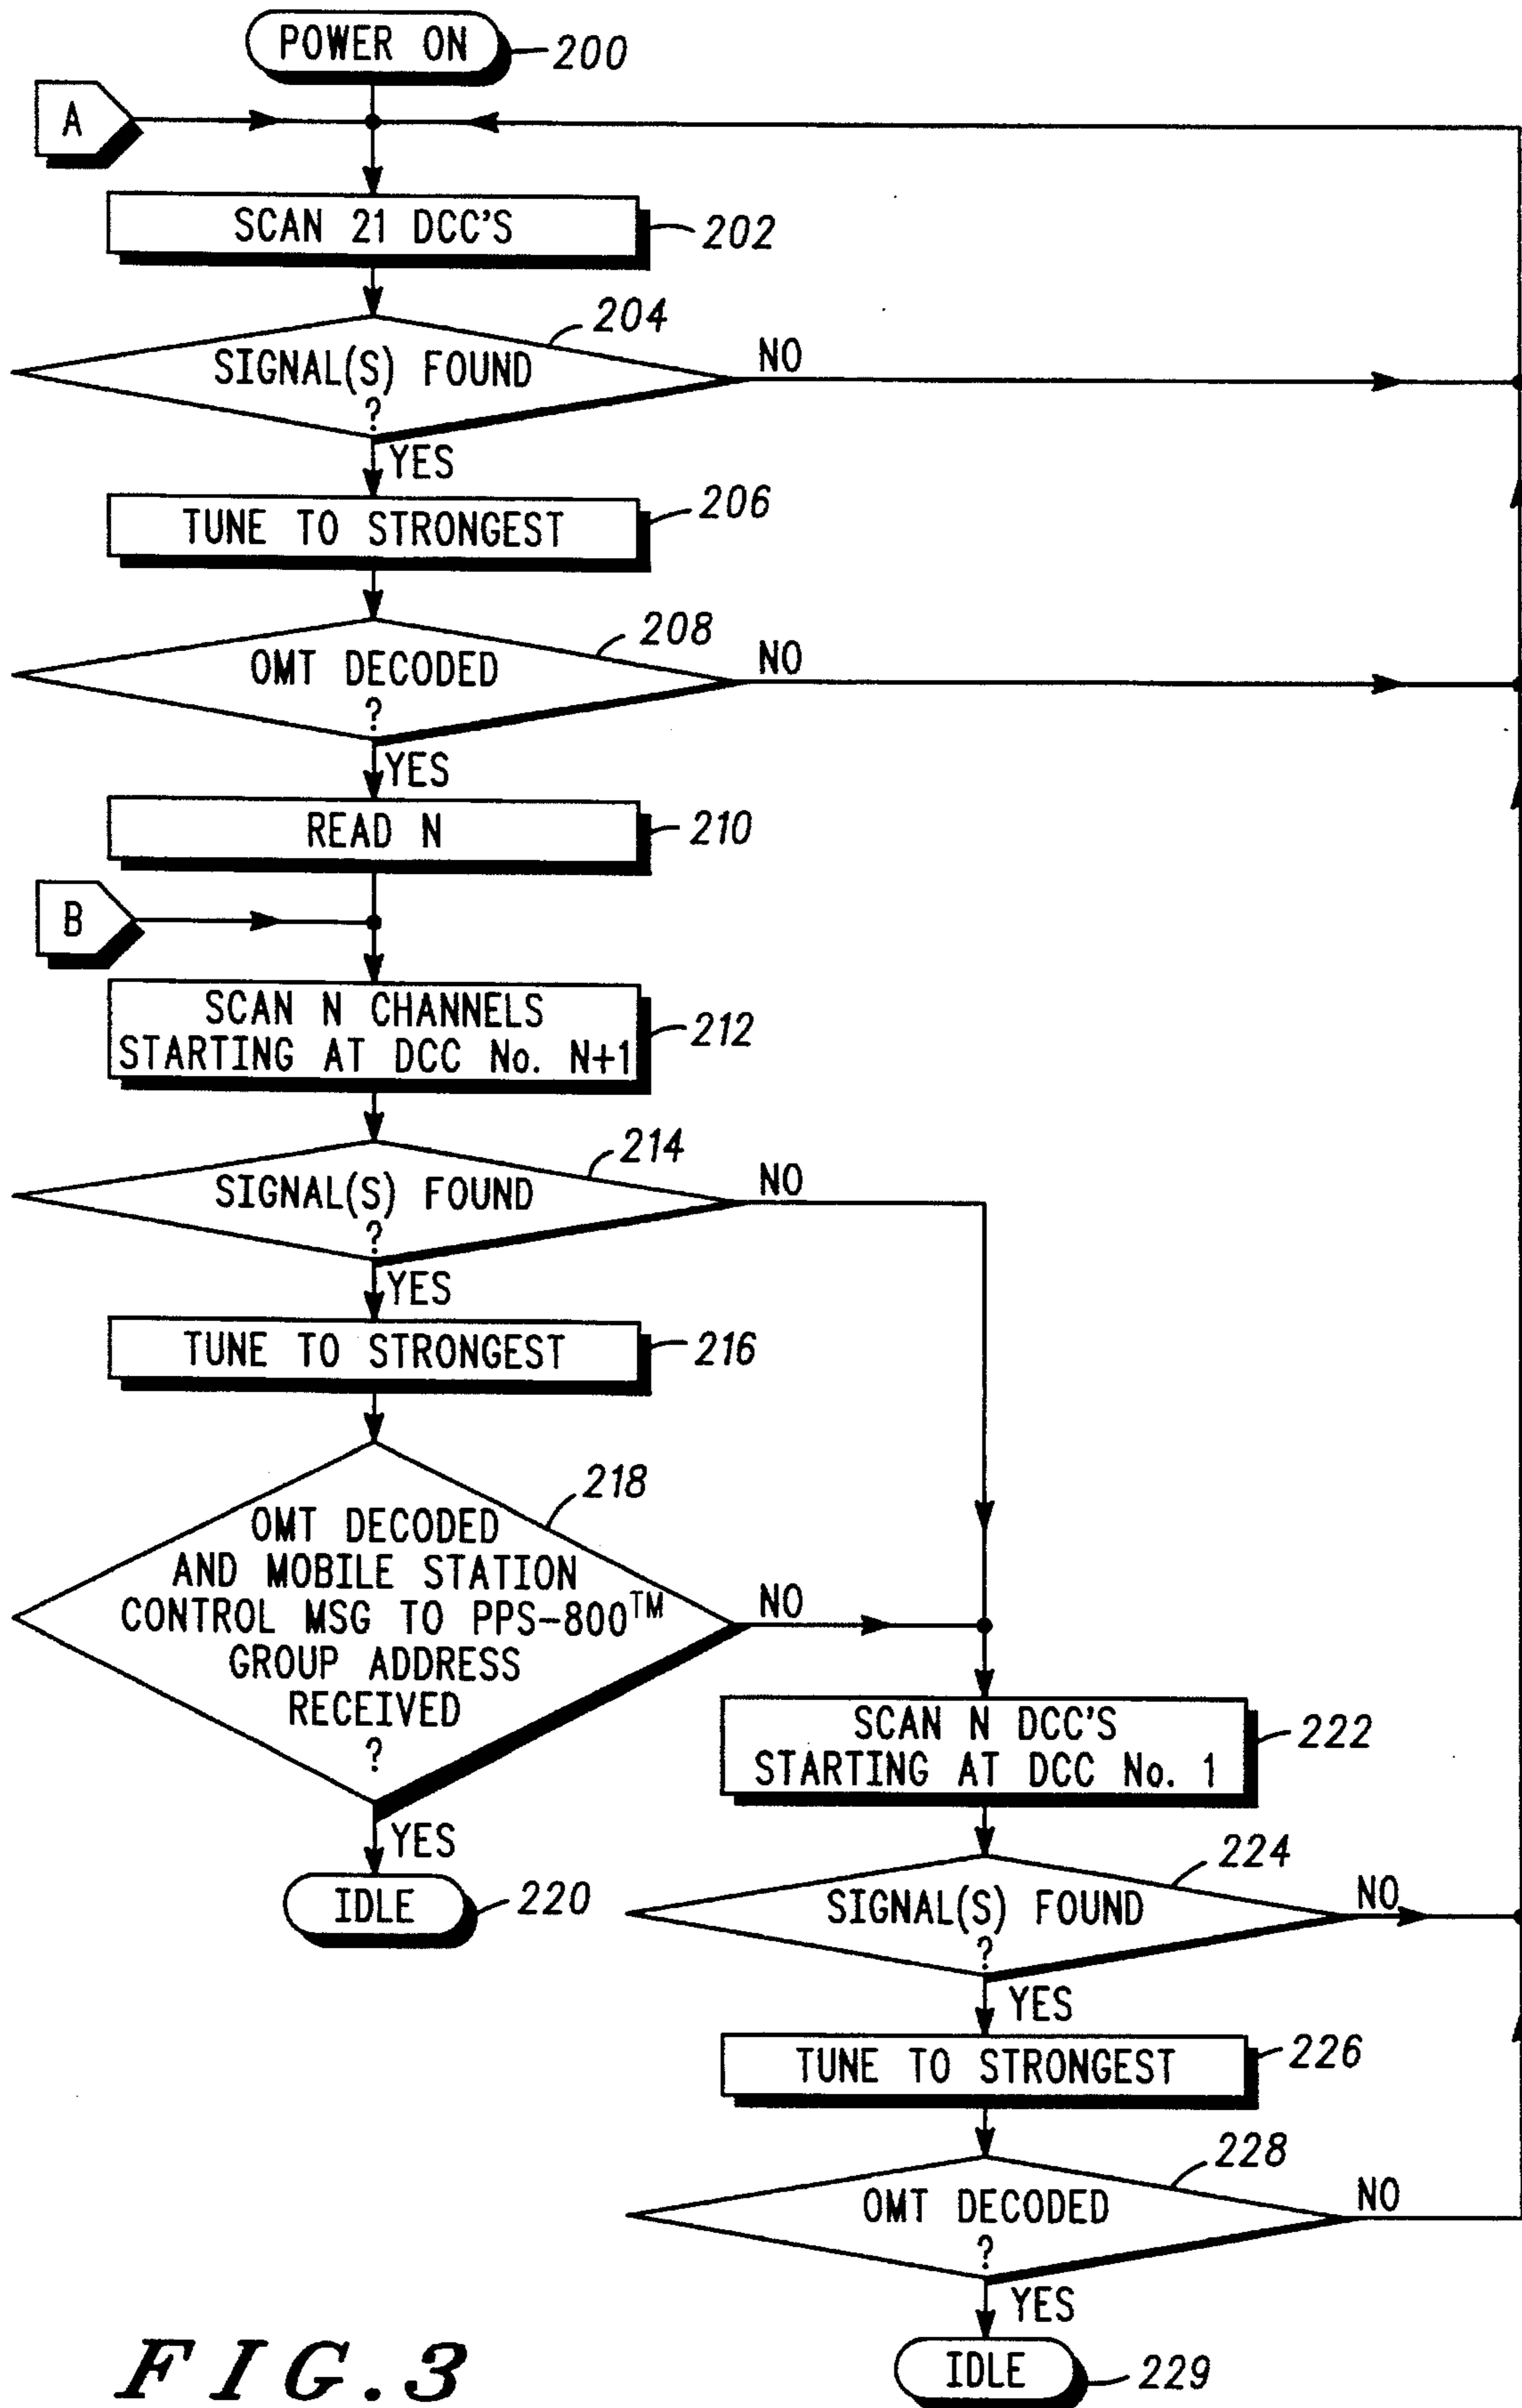 POWER ON
200
A
SCAN 21 DCC'S
202
204
SIGNAL(S) FOUND
?
NO
YES
TUNE TO STRONGEST
206
208
OMT DECODED
?
NO
YES
READ N
210
B
SCAN N CHANNELS
STARTING AT DCC No. N+1
212
214
SIGNAL(S) FOUND
?
NO
YES
TUNE TO STRONGEST
216
218
OMT DECODED
AND MOBILE STATION
CONTROL MSG TO PPS-800™
GROUP ADDRESS
RECEIVED
?
NO
YES
IDLE
220
SCAN N DCC'S
STARTING AT DCC No. 1
222
224
SIGNAL(S) FOUND
?
NO
YES
TUNE TO STRONGEST
226
228
OMT DECODED
?
NO
YES
IDLE
229
FIG.3